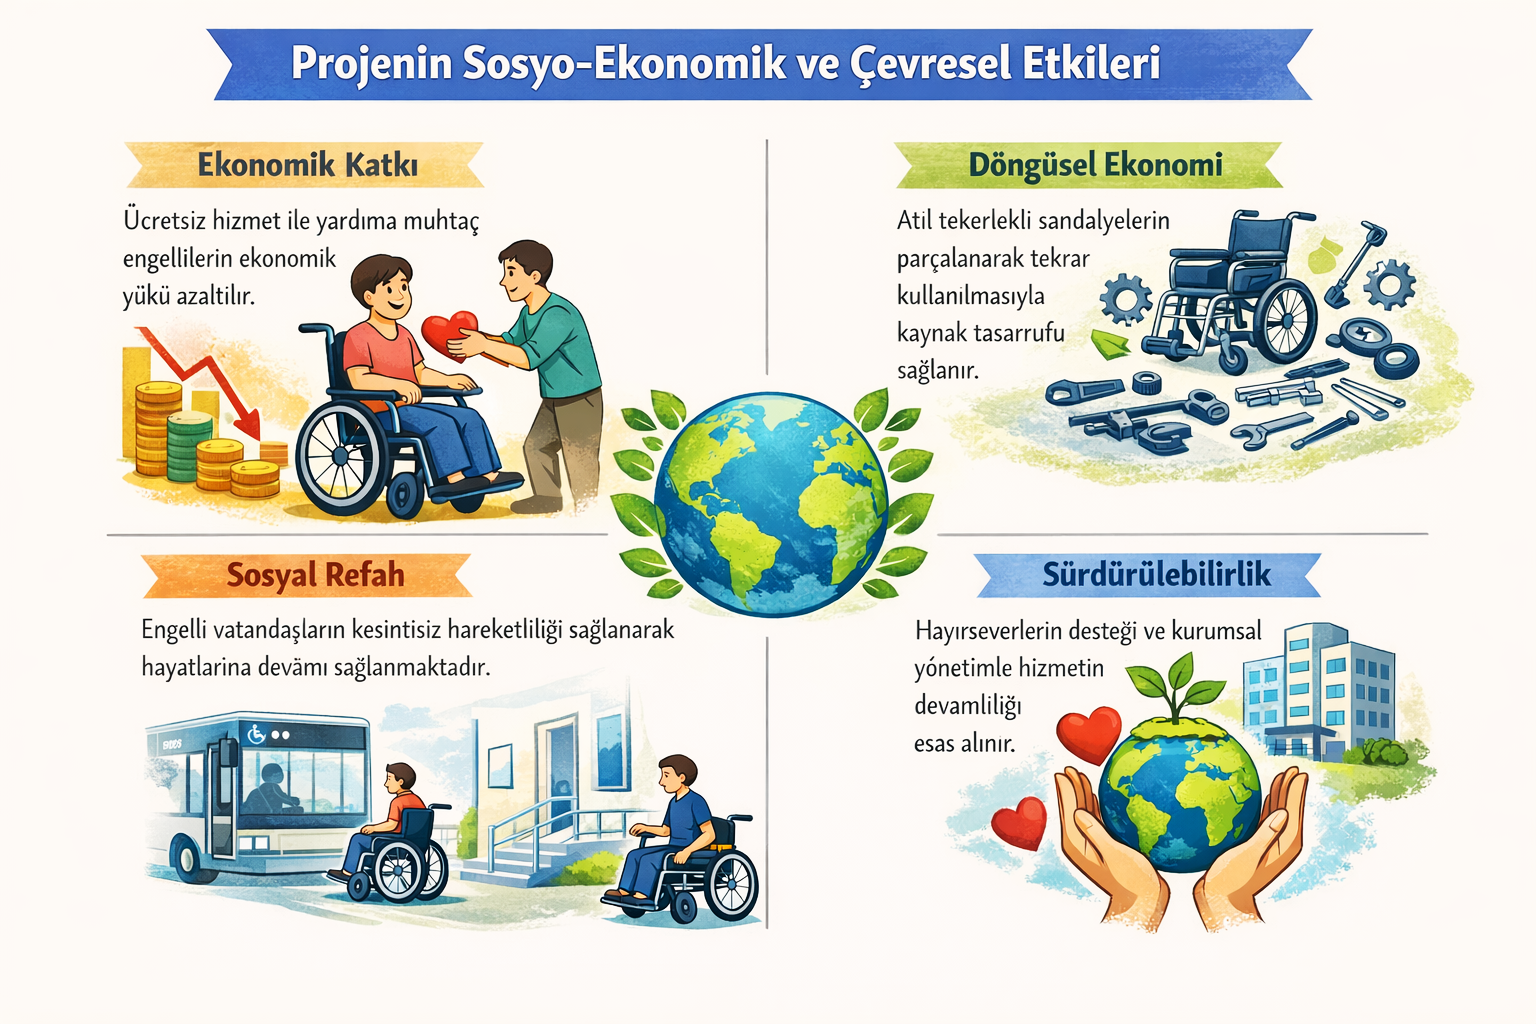 Projenin Sosyo-Ekonomik ve Çevresel Etkileri
Ekonomik Katkı
Ücretsiz hizmet ile yardıma muhtaç
engellilerin ekonomik
yükü azaltılır.
Döngüsel Ekonomi
Atil tekerlekli sandalyelerin
parçalanarak tekrar
kullanılmasıyla
kaynak tasarrufu
sağlanır.
Sosyal Refah
Engelli vatandaşların kesintisiz hareketliliği sağlanarak
hayatlarina devämı sağlanmaktadır.
Sürdürülebilirlik
Hayırseverlerin desteği ve kurumsal
yönetimle hizmetin
devamliliğı
esas alınır.